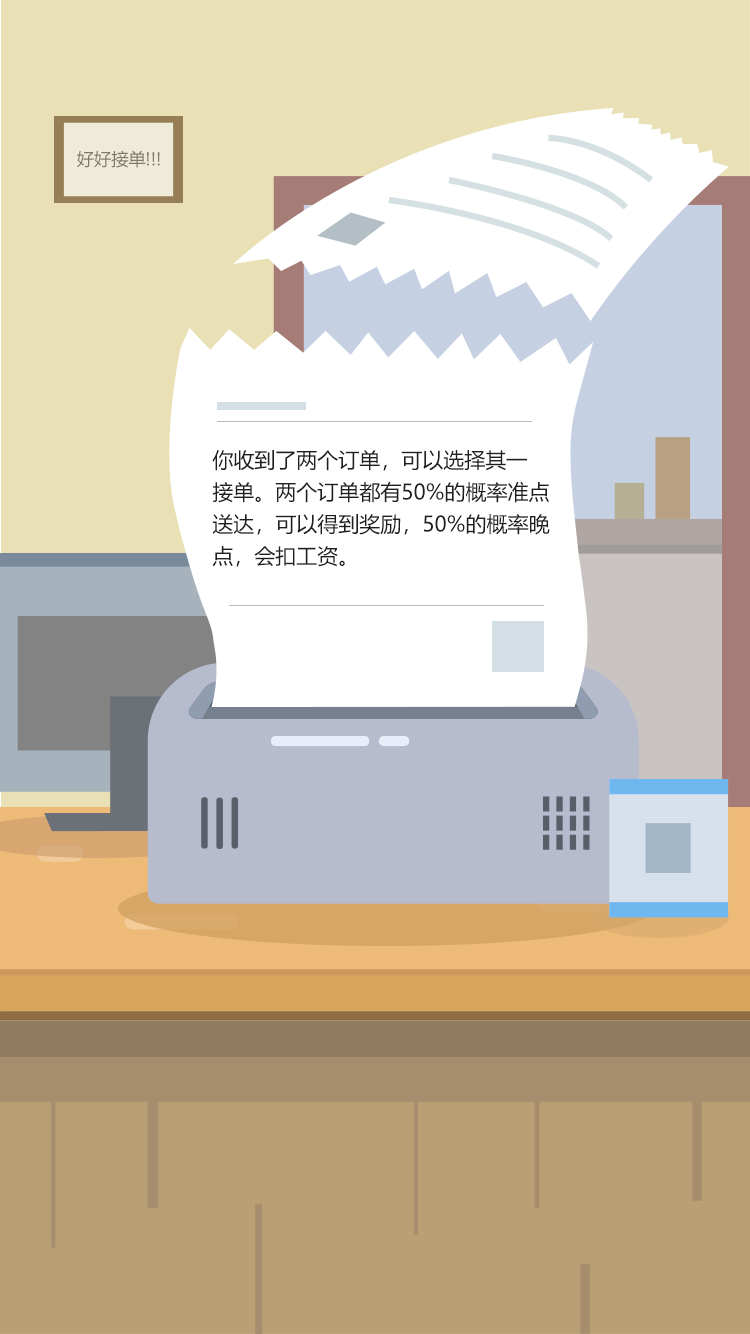 好好接单!!!
你收到了两个订单，可以选择其一
接单。两个订单都有50%的概率准点
送达，可以得到奖励，50%的概率晚
点，会扣工资。